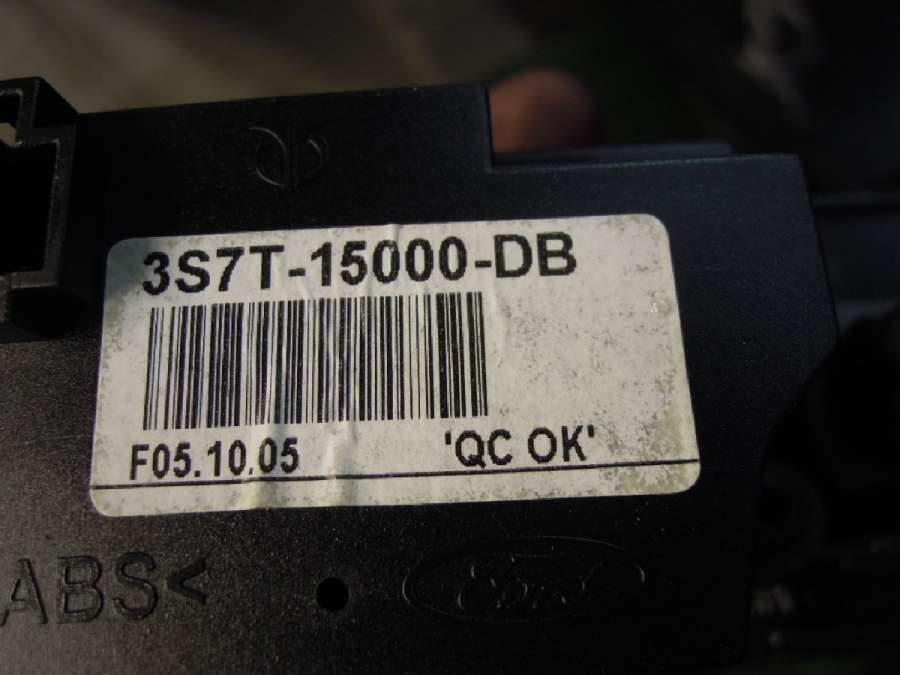 3S7T-15000-DB
F05.10.05 'QC OK'
ABS<
Ford